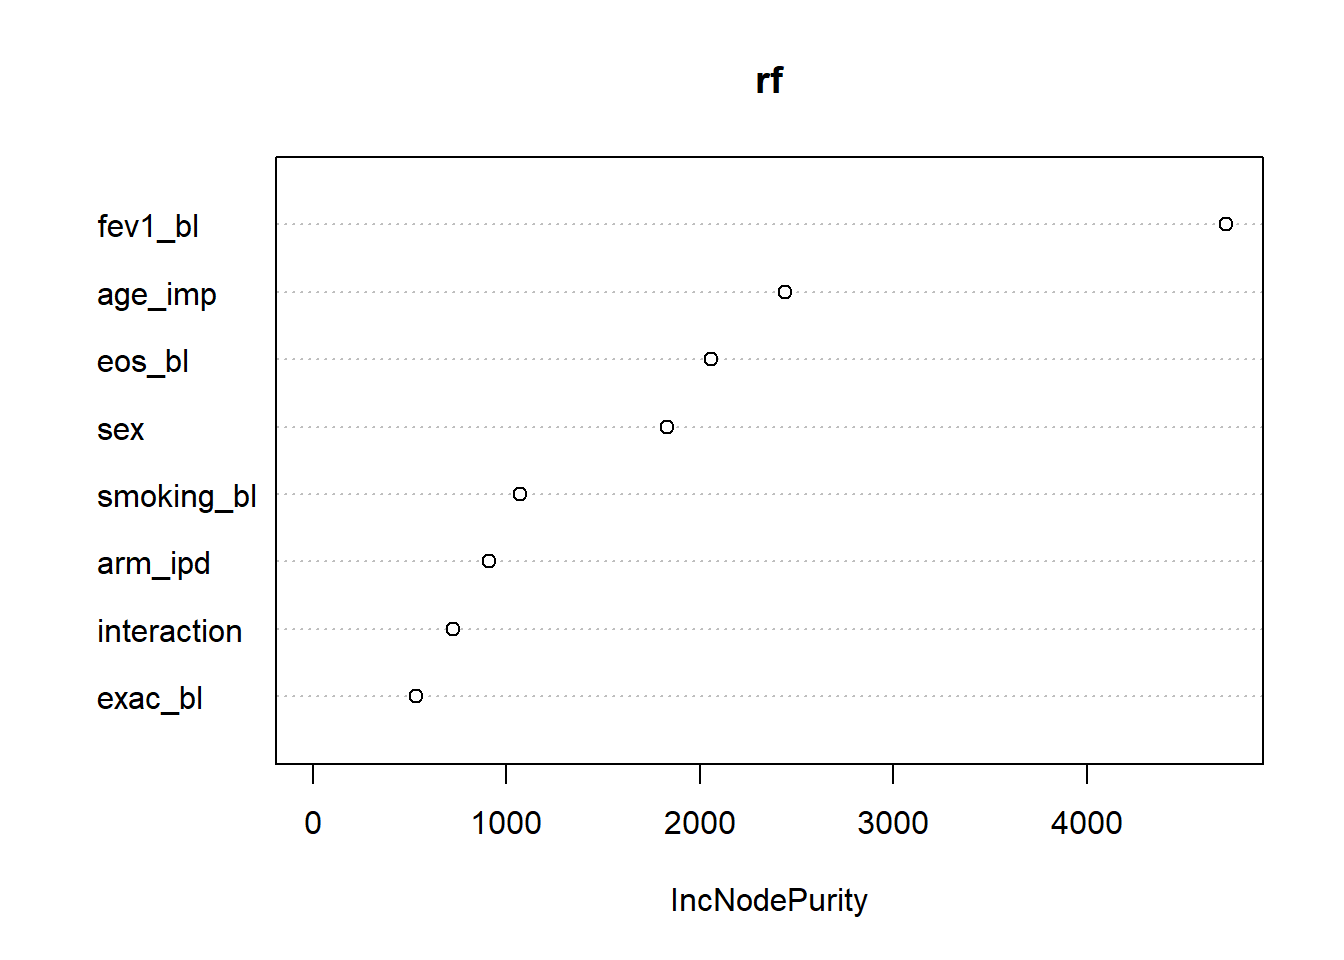 rf
fev1_bl
age_imp
eos_bl
sex
smoking_bl
arm_ipd
interaction
exac_bl
0 1000 2000 3000 4000
IncNodePurity